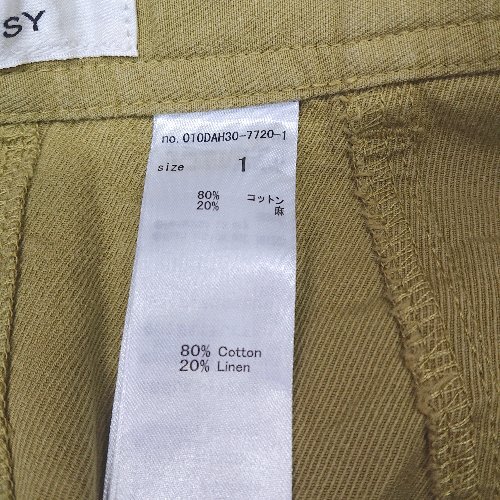 SY
no. 010DAH30-7720-1
size 1
80% コットン
20% 麻
80% Cotton
20% Linen